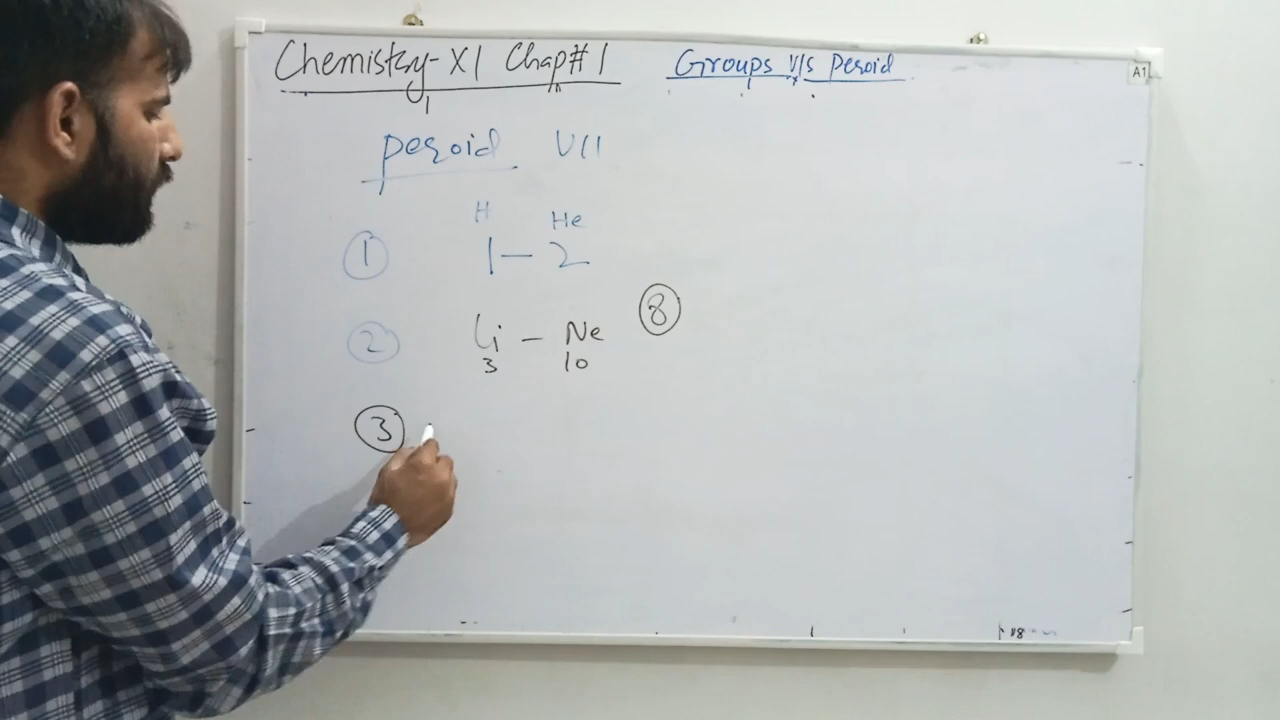 Chemistry-XI Chap# 1
Groups V/s Peroid
A1
peroid VII
H He
1 1 - 2
8
2 Li - Ne
3 10
3